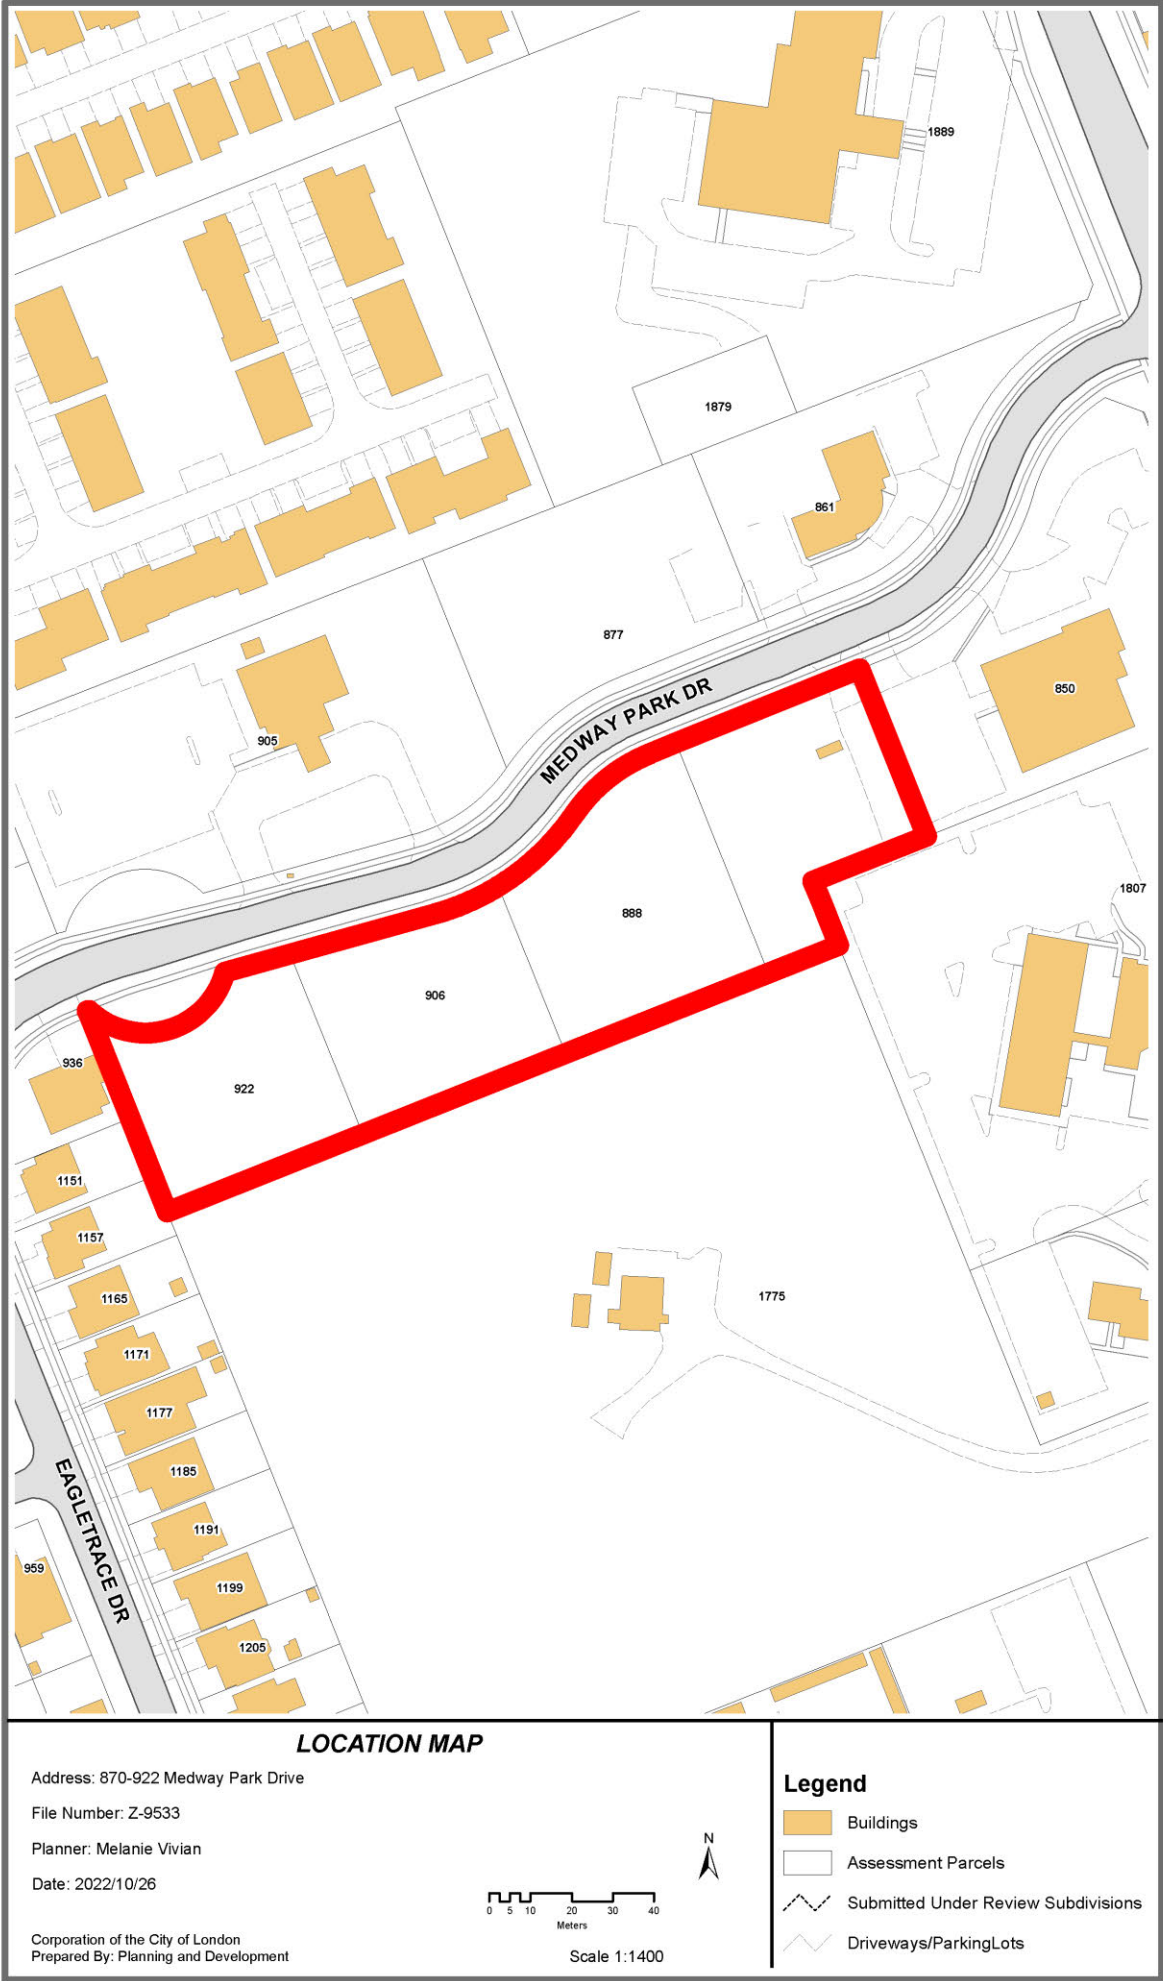 1889
1879
861
877
MEDWAY PARK DR
850
905
1807
888
906
936
922
1151
1157
1165
1775
1171
1177
1185
EAGLETRACE DR
1191
959
1199
1205
LOCATION MAP
Address: 870-922 Medway Park Drive
File Number: Z-9533
Planner: Melanie Vivian
Date: 2022/10/26
Corporation of the City of London
Prepared By: Planning and Development
N
0 5 10 20 30 40
Meters
Scale 1:1400
Legend
Buildings
Assessment Parcels
Submitted Under Review Subdivisions
Driveways/ParkingLots